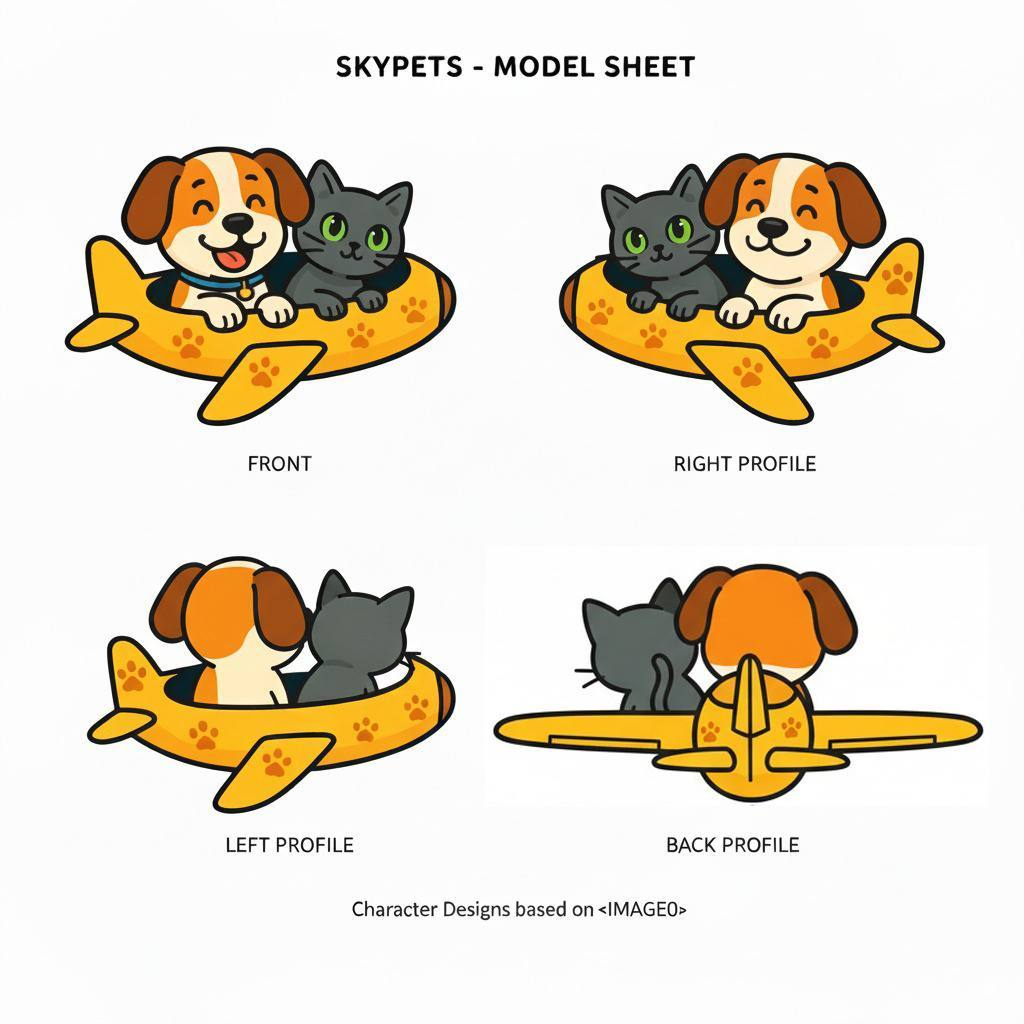 SKYPETS - MODEL SHEET
FRONT
RIGHT PROFILE
LEFT PROFILE
BACK PROFILE
Character Designs based on <IMAGE0>